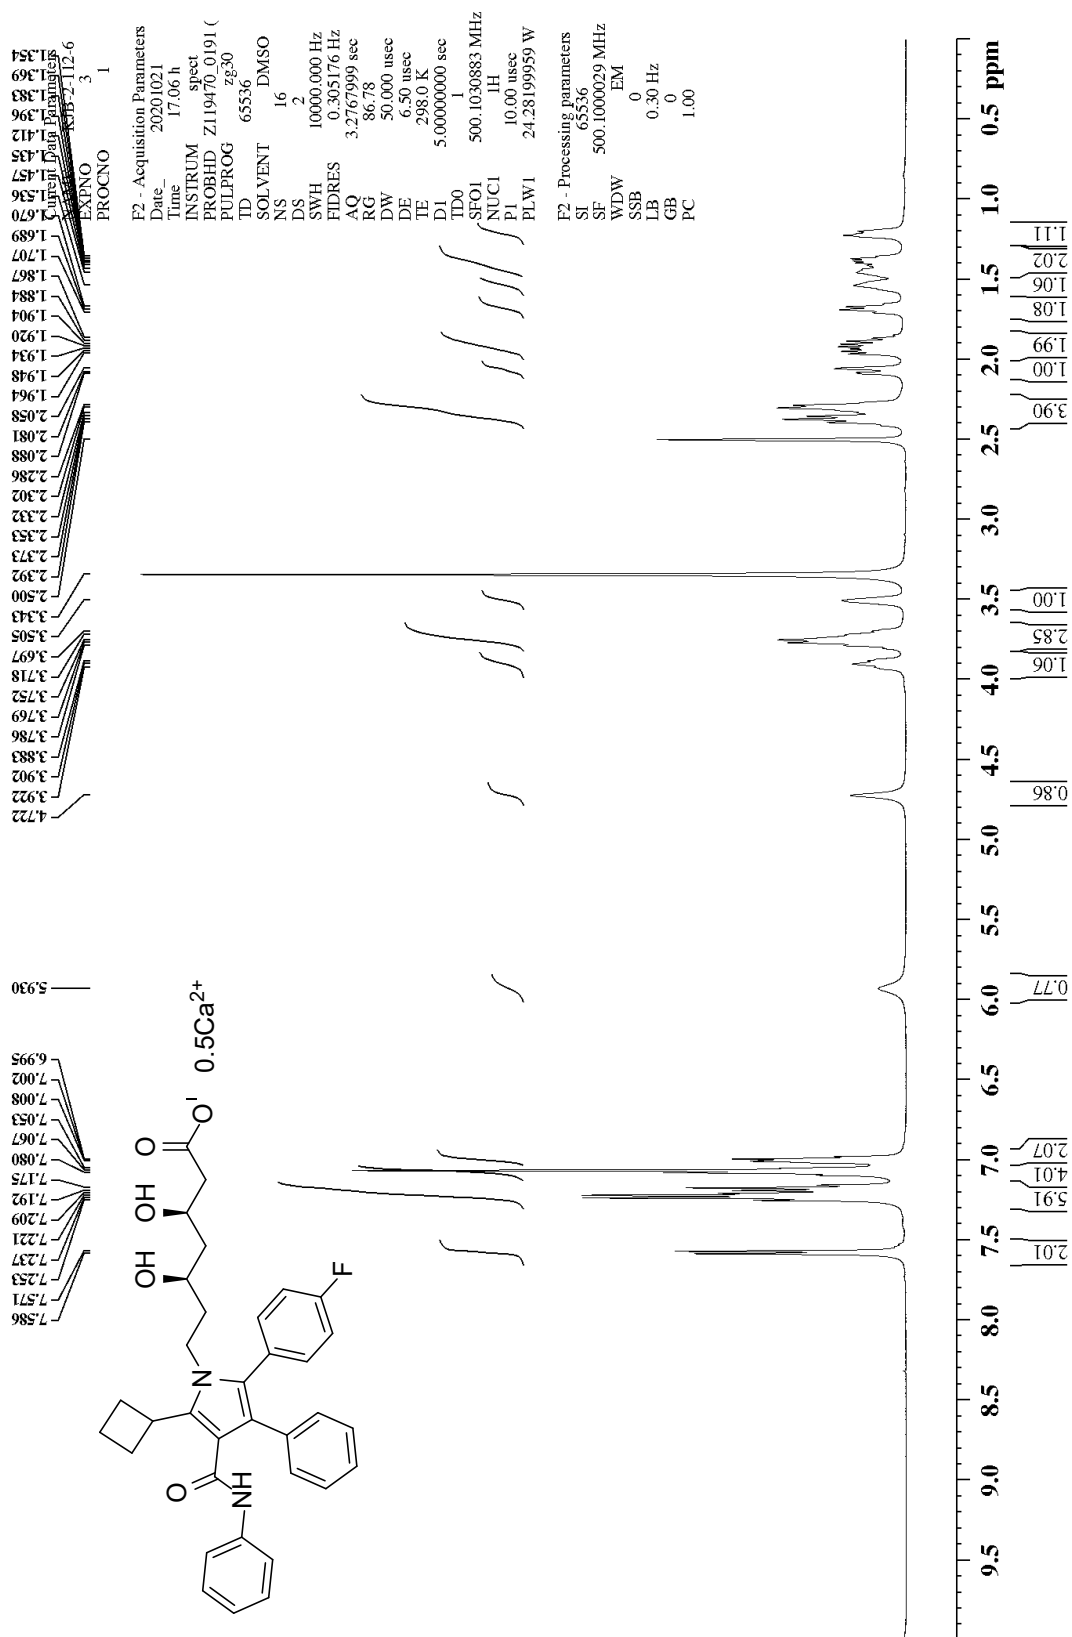 7.586
7.571
7.253
7.237
7.221
7.209
7.192
7.175
7.080
7.067
7.053
7.008
7.002
6.995
5.930
4.722
3.922
3.902
3.883
3.786
3.769
3.752
3.718
3.697
3.505
3.343
2.500
2.392
2.373
2.353
2.332
2.302
2.286
2.088
2.081
2.058
1.964
1.948
1.934
1.920
1.904
1.884
1.867
1.707
1.689
1.670
1.536
1.457
1.435
1.412
1.396
1.383
1.369
1.354
Current Data Parameters
EXPNO 3
PROCNO 1
F2 - Acquisition Parameters
Date_ 20201021
Time 17.06 h
INSTRUM spect
PROBHD Z119470_0191 (
PULPROG zg30
TD 65536
SOLVENT DMSO
NS 16
DS 2
SWH 10000.000 Hz
FIDRES 0.305176 Hz
AQ 3.2767999 sec
RG 86.78
DW 50.000 usec
DE 6.50 usec
TE 298.0 K
D1 5.00000000 sec
TD0 1
SFO1 500.1030883 MHz
NUC1 1H
P1 10.00 usec
PLW1 24.28199959 W
F2 - Processing parameters
SI 65536
SF 500.1000029 MHz
WDW EM
SSB 0
LB 0.30 Hz
GB 0
PC 1.00
OH OH O
O⁻ 0.5Ca²⁺
N
F
O
NH
9.5 9.0 8.5 8.0 7.5 7.0 6.5 6.0 5.5 5.0 4.5 4.0 3.5 3.0 2.5 2.0 1.5 1.0 0.5 ppm
2.01
5.91
4.01
2.07
0.77
0.86
1.06
2.85
1.00
3.90
1.00
1.99
1.08
1.06
2.02
1.11